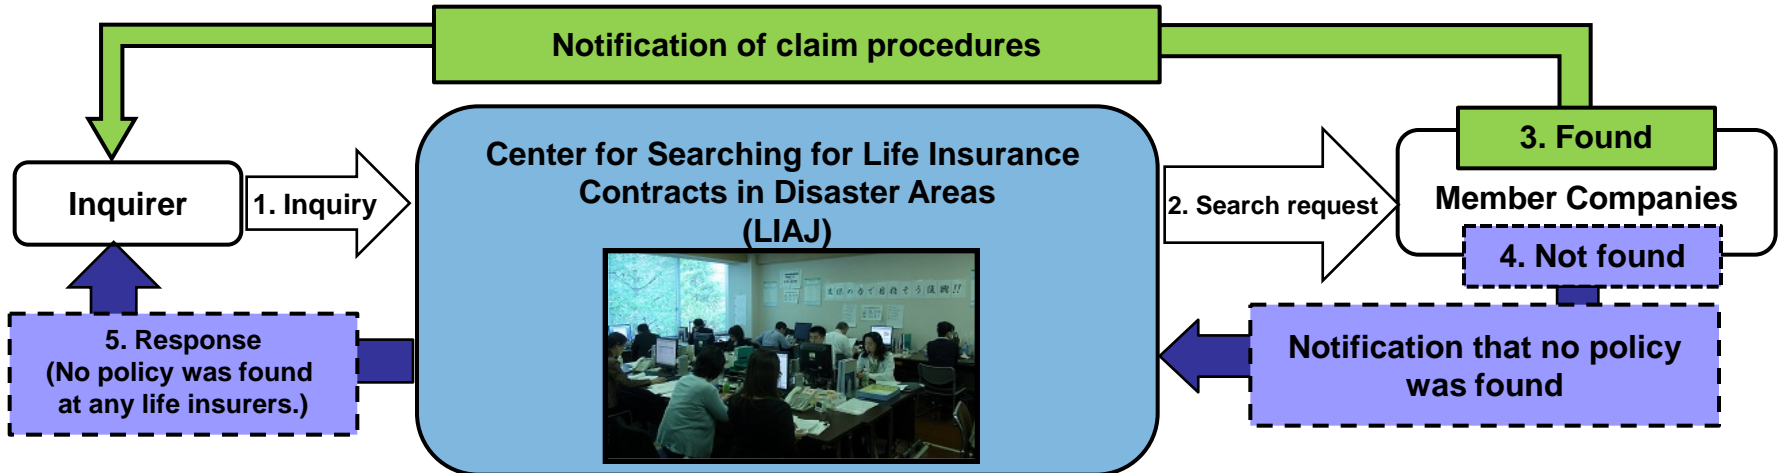 Notification of claim procedures
3. Found
Center for Searching for Life Insurance
Contracts in Disaster Areas
(LIAJ)
Inquirer
1. Inquiry
2. Search request
Member Companies
4. Not found
5. Response
(No policy was found
at any life insurers.)
Notification that no policy
was found